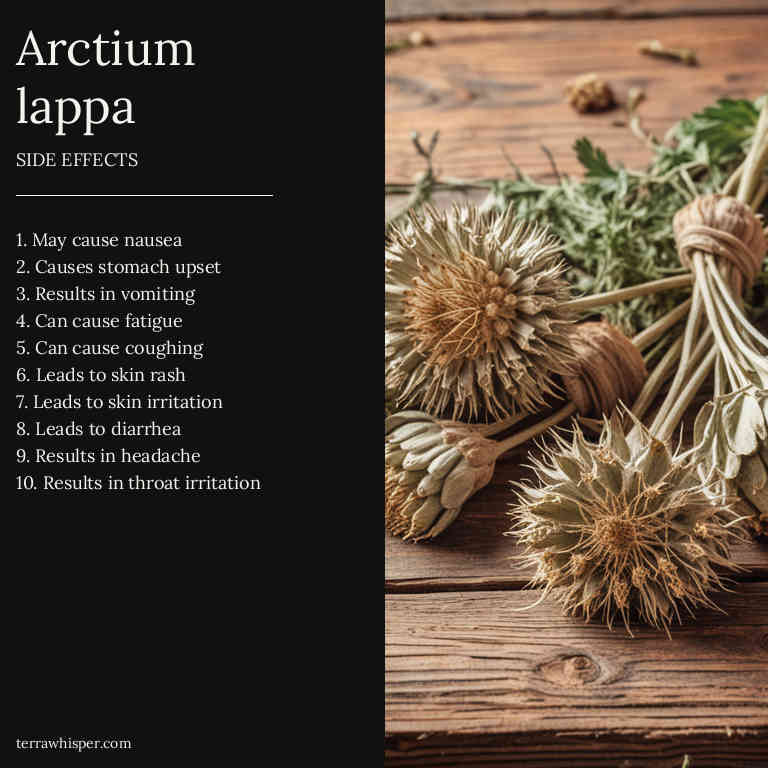 Arctium
lappa
SIDE EFFECTS
1. May cause nausea
2. Causes stomach upset
3. Results in vomiting
4. Can cause fatigue
5. Can cause coughing
6. Leads to skin rash
7. Leads to skin irritation
8. Leads to diarrhea
9. Results in headache
10. Results in throat irritation
terrawhisper.com